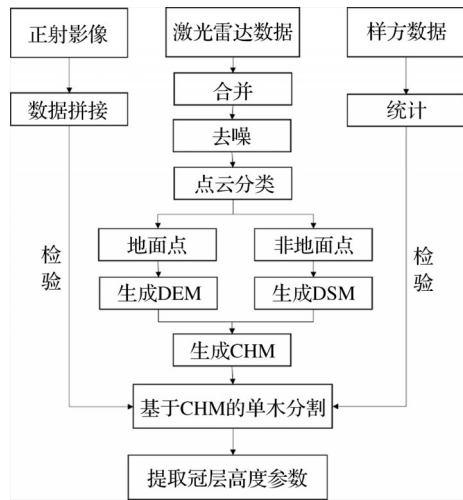 正射影像
激光雷达数据
样方数据
合并
数据拼接
统计
去噪
点云分类
地面点
非地面点
检验
检验
生成DEM
生成DSM
生成CHM
基于CHM的单木分割
提取冠层高度参数